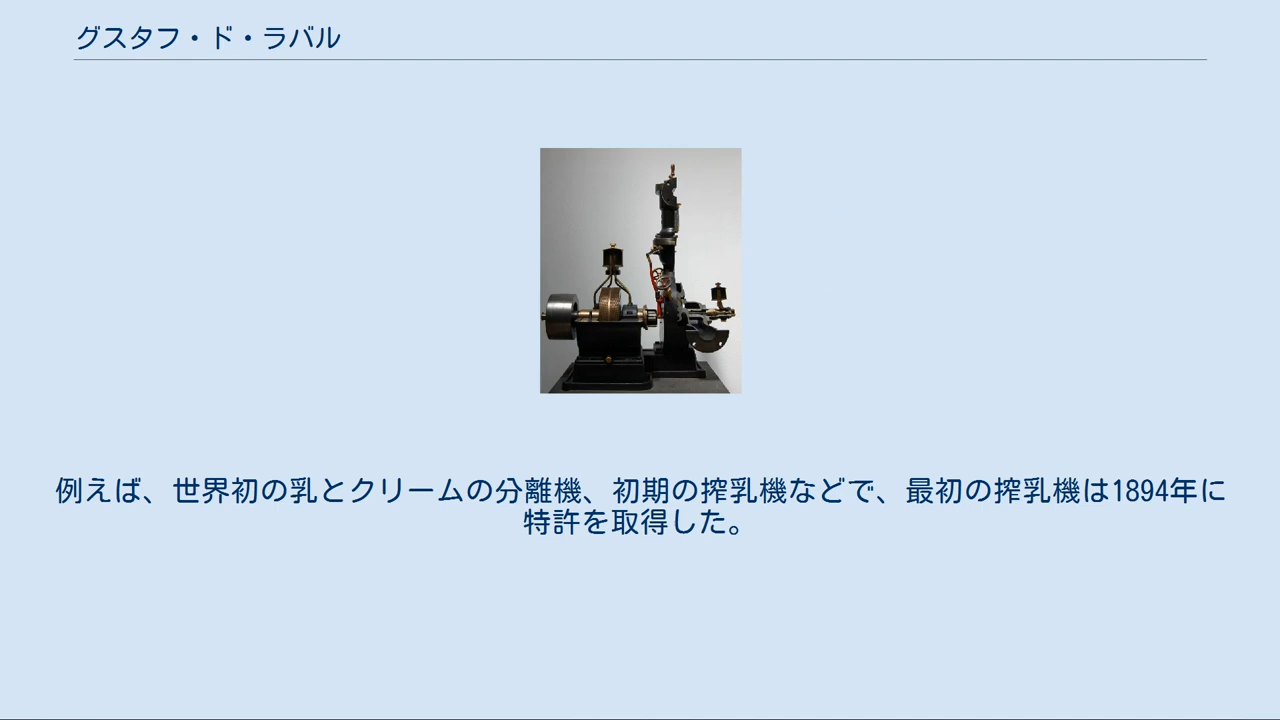 グスタフ・ド・ラバル
例えば、世界初の乳とクリームの分離機、初期の搾乳機などで、最初の搾乳機は1894年に
特許を取得した。